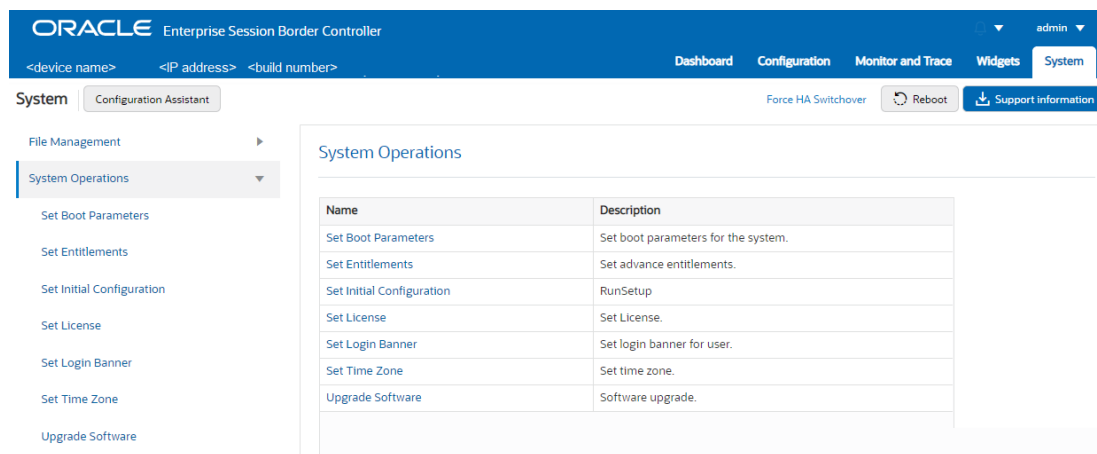 ORACLE Enterprise Session Border Controller
admin
<device name> <IP address> <build number>
Dashboard Configuration Monitor and Trace Widgets System
System Configuration Assistant Force HA Switchover Reboot Support information
File Management
System Operations
Set Boot Parameters
Set Entitlements
Set Initial Configuration
Set License
Set Login Banner
Set Time Zone
Upgrade Software
System Operations
Name Description
Set Boot Parameters Set boot parameters for the system.
Set Entitlements Set advance entitlements.
Set Initial Configuration RunSetup
Set License Set License.
Set Login Banner Set login banner for user.
Set Time Zone Set time zone.
Upgrade Software Software upgrade.